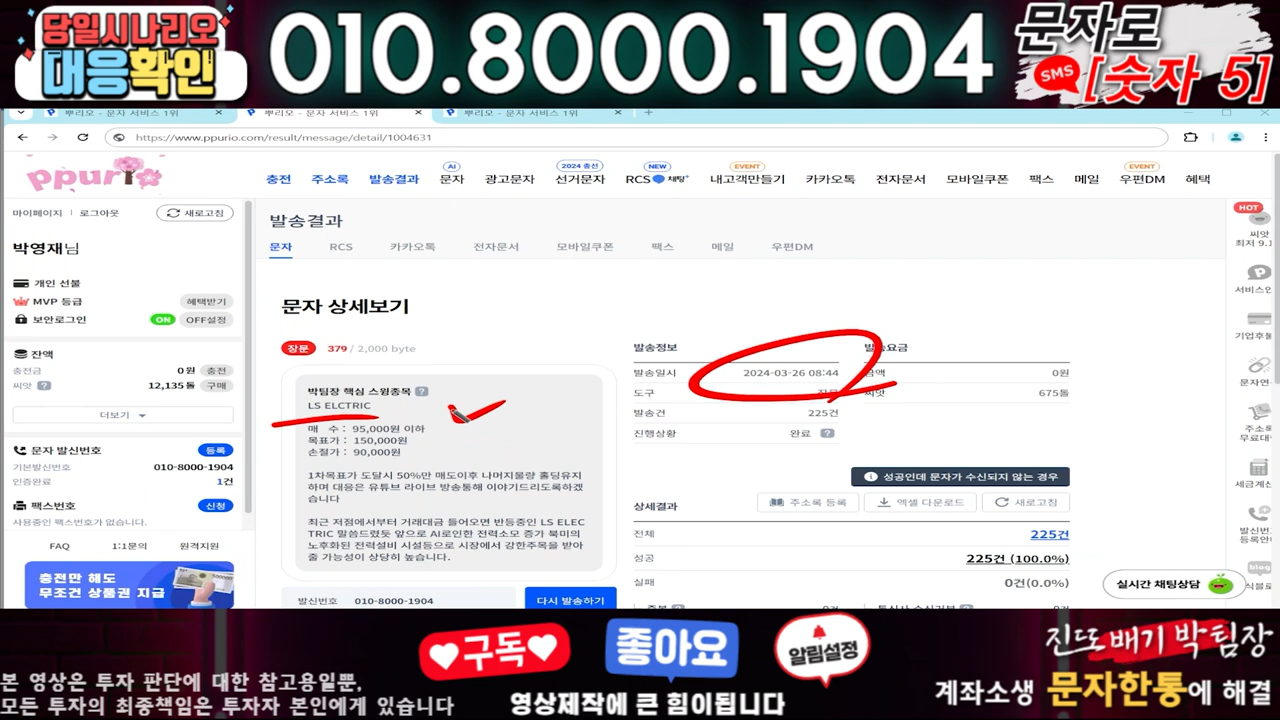 당일시나리오
대응확인
010.8000.1904
문자로
SMS
[숫자 5]
뿌리오 - 문자 서비스 1위
뿌리오 - 문자 서비스 1위
뿌리오 - 문자 서비스 1위
https://www.ppurio.com/result/message/detail/1004631
ppurio
충전
주소록
발송결과
AI
문자
광고문자
2024 총선
선거문자
NEW
RCS 채팅+
EVENT
내고객만들기
카카오톡
전자문서
모바일쿠폰
팩스
메일
EVENT
우편DM
혜택
마이페이지 | 로그아웃
새로고침
박영재님
개인 선불
MVP 등급
혜택받기
보안로그인
ON
OFF설정
잔액
충전금
0원
충전
씨앗 ?
12,135톨
구매
더보기
문자 발신번호
등록
기본발신번호
010-8000-1904
인증완료
1건
팩스번호
신청
사용중인 팩스번호가 없습니다.
FAQ
1:1문의
원격지원
충전만 해도
무조건 상품권 지급
발송결과
문자
RCS
카카오톡
전자문서
모바일쿠폰
팩스
메일
우편DM
문자 상세보기
장문
379 / 2,000 byte
박팀장 핵심 스윙종목 ?
LS ELCTRIC
매 수 : 95,000원 이하
목표가 : 150,000원
손절가 : 90,000원
1차목표가 도달시 50%만 매도이후 나머지물량 홀딩유지
하며 대응은 유튜브 라이브 방송통해 이야기드리도록하겠
습니다
최근 저점에서부터 거래대금 들어오면 반등중인 LS ELEC
TRIC 말씀드렸듯 앞으로 AI로인한 전력소모 증가 북미의
노후화된 전력설비 시설등으로 시장에서 강한주목을 받아
줄 가능성이 상당히 높습니다.
발신번호
010-8000-1904
다시 발송하기
발송정보
발송일시
2024-03-26 08:44
도구
장문
발송건
225건
진행상황
완료 ?
발송요금
금액
0원
씨앗
675톨
성공인데 문자가 수신되지 않는 경우
상세결과
주소록 등록
엑셀 다운로드
새로고침
전체
225건
성공
225건 (100.0%)
실패
0건(0.0%)
HOT
씨앗
최저 9.
서비스안
기업후불
문자연
주소록
무료대
세금계산
발신번
등록안
blog
실시간 채팅상담
구독
좋아요
알림설정
영상제작에 큰 힘이됩니다
본 영상은 투자 판단에 대한 참고용일뿐,
모든 투자의 최종책임은 투자자 본인에게 있습니다
진또배기 박팀장
계좌소생 문자한통에 해결